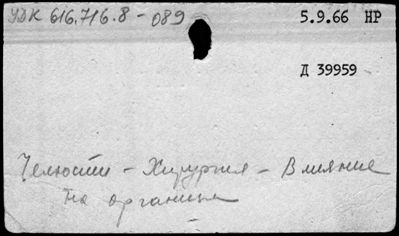 УДК 616.716.8-089
5.9.66 НР
Д 39959
Челюсти - Хирургия - Влияние
на организм